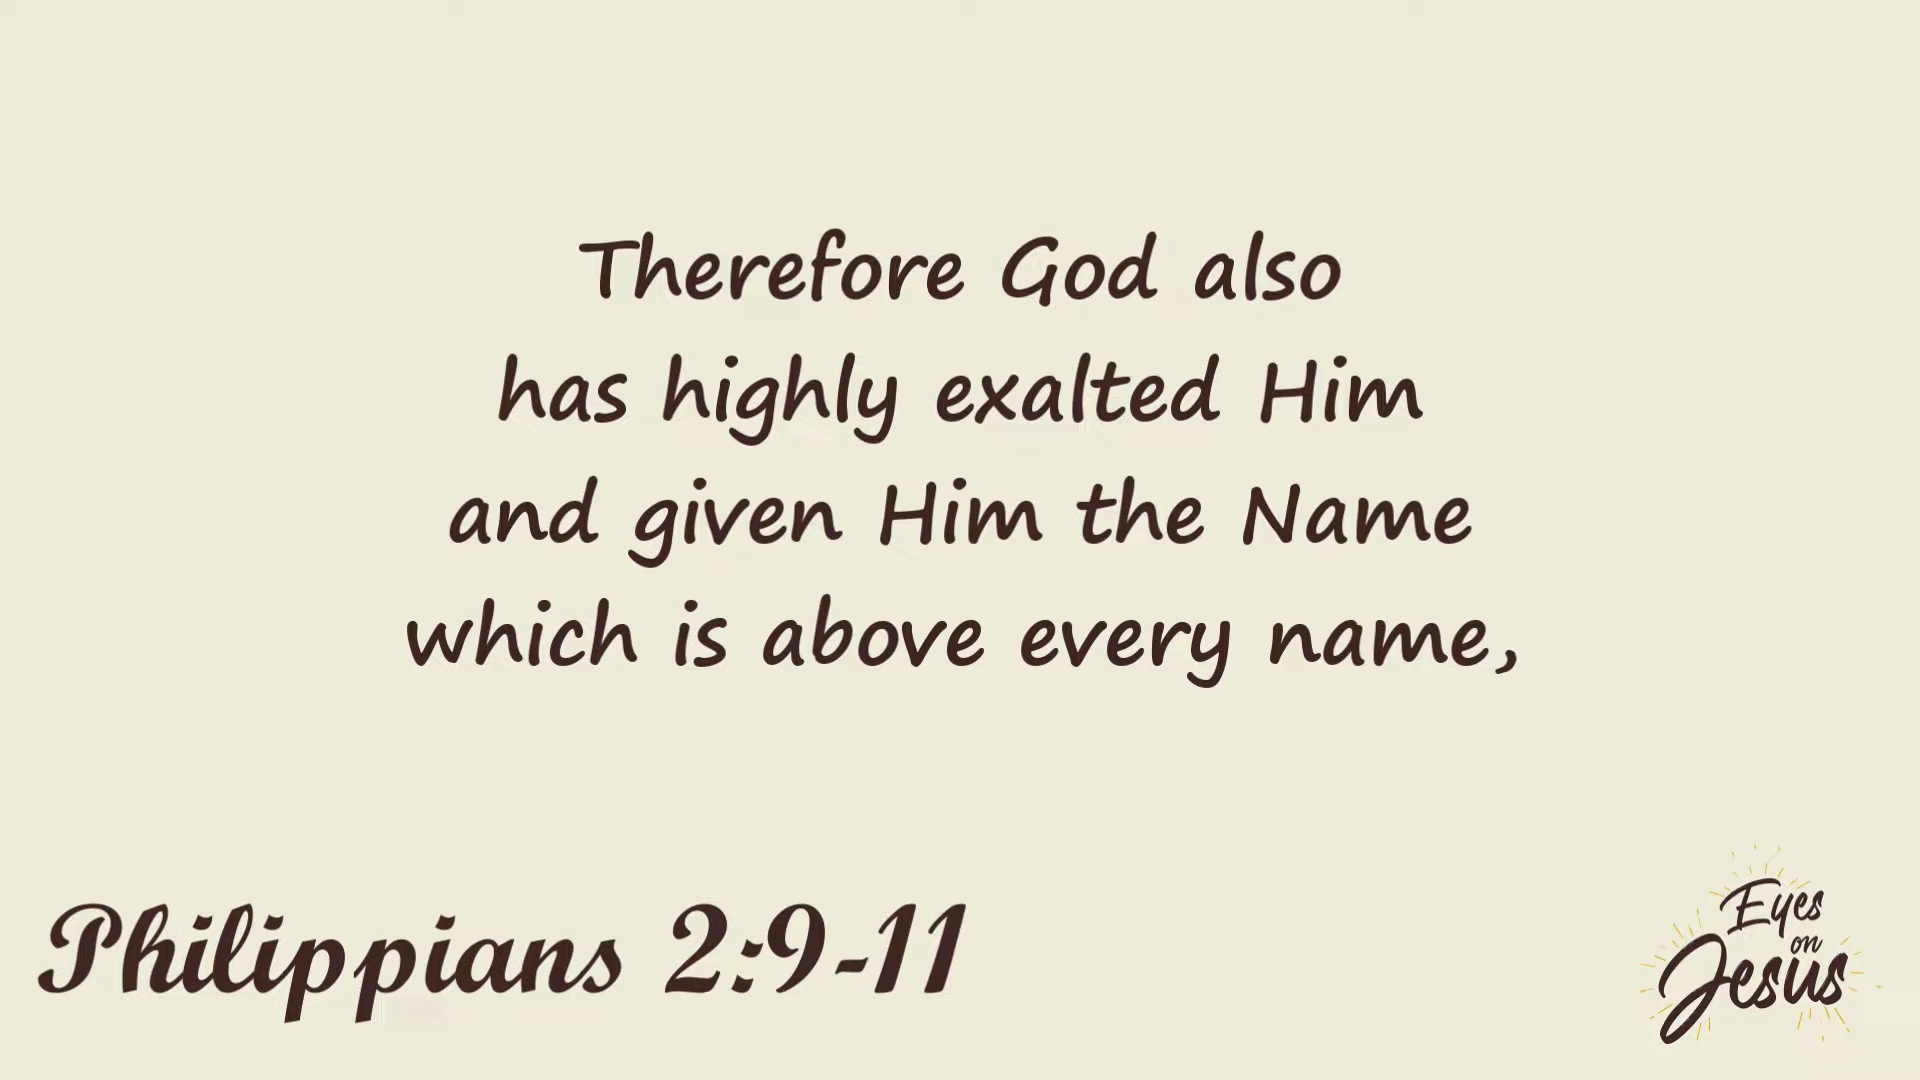 Therefore God also
has highly exalted Him
and given Him the Name
which is above every name,
Philippians 2:9-11
Eyes
on
Jesus